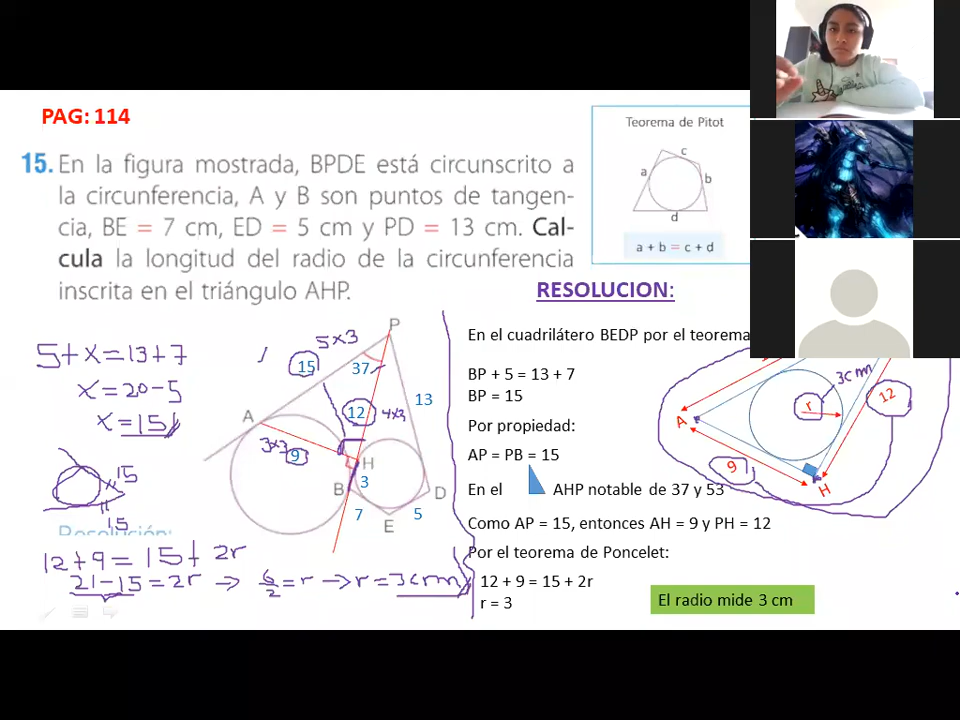 PAG: 114
15. En la figura mostrada, BPDE está circunscrito a
la circunferencia, A y B son puntos de tangen-
cia, BE = 7 cm, ED = 5 cm y PD = 13 cm. Cal-
cula la longitud del radio de la circunferencia
inscrita en el triángulo AHP.
Teorema de Pitot
c
a
b
d
a + b = c + d
5+x=13+7
x=20-5
x=15
15
15
Resolución:
12+9=15+2r
21-15=2r → 6/2=r → r=3cm
P
5x3
15
37
13
12
4x3
A
3x3
9
H
3
B
D
7
5
E
RESOLUCION:
En el cuadrilátero BEDP por el teorema
BP + 5 = 13 + 7
BP = 15
Por propiedad:
AP = PB = 15
En el AHP notable de 37 y 53
Como AP = 15, entonces AH = 9 y PH = 12
Por el teorema de Poncelet:
12 + 9 = 15 + 2r
r = 3
El radio mide 3 cm
3cm
r
12
A
9
H